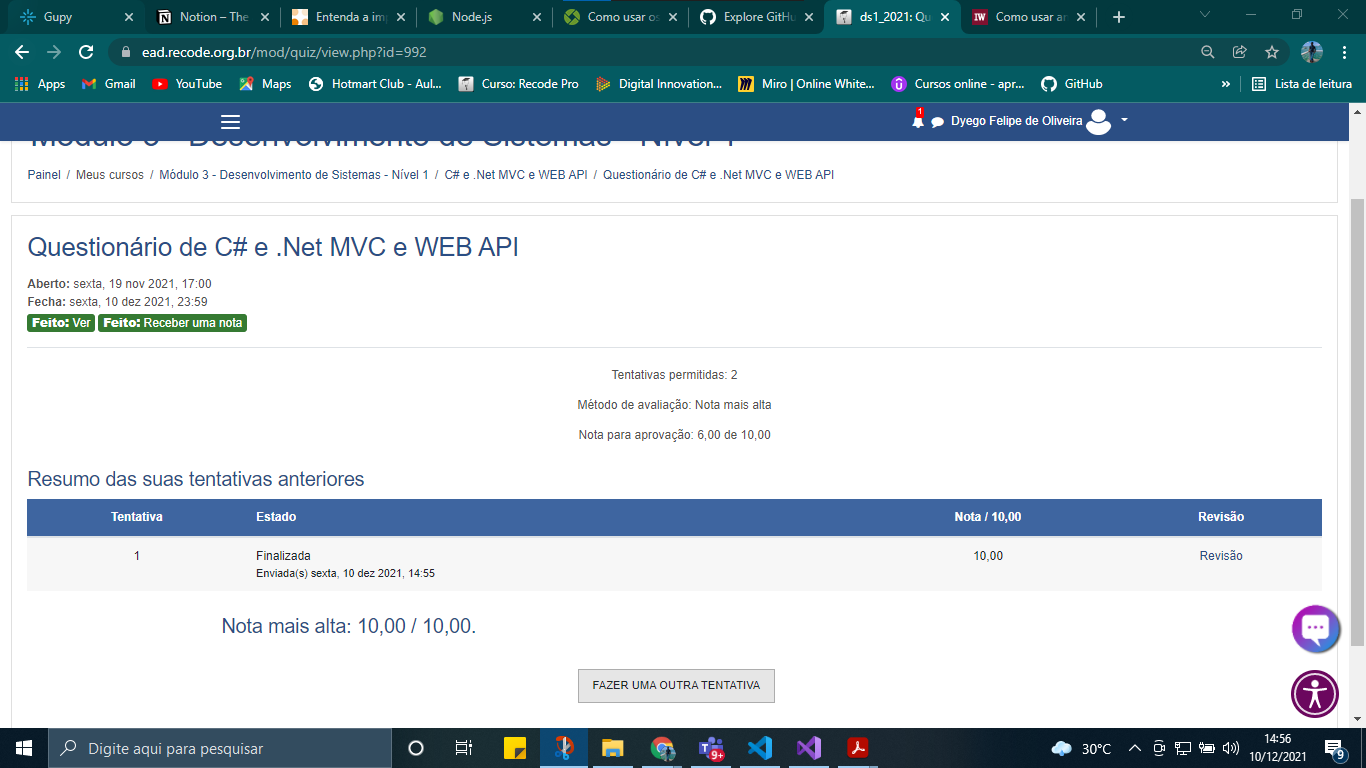 Gupy
Notion – The
Entenda a im
Node.js
Como usar os
Explore GitHu
ds1_2021: Qu
IW
Como usar ar
ead.recode.org.br/mod/quiz/view.php?id=992
Apps
Gmail
YouTube
Maps
Hotmart Club - Aul...
Curso: Recode Pro
Digital Innovation...
Miro | Online White...
Cursos online - apr...
GitHub
»
Lista de leitura
1
Dyego Felipe de Oliveira
Módulo 3 - Desenvolvimento de Sistemas - Nível 1
Painel / Meus cursos / Módulo 3 - Desenvolvimento de Sistemas - Nível 1 / C# e .Net MVC e WEB API / Questionário de C# e .Net MVC e WEB API
Questionário de C# e .Net MVC e WEB API
Aberto: sexta, 19 nov 2021, 17:00
Fecha: sexta, 10 dez 2021, 23:59
Feito: Ver Feito: Receber uma nota
Tentativas permitidas: 2
Método de avaliação: Nota mais alta
Nota para aprovação: 6,00 de 10,00
Resumo das suas tentativas anteriores
Tentativa Estado Nota / 10,00 Revisão
1 Finalizada 10,00 Revisão
Enviada(s) sexta, 10 dez 2021, 14:55
Nota mais alta: 10,00 / 10,00.
FAZER UMA OUTRA TENTATIVA
Digite aqui para pesquisar
9+
30°C
14:56
10/12/2021
9